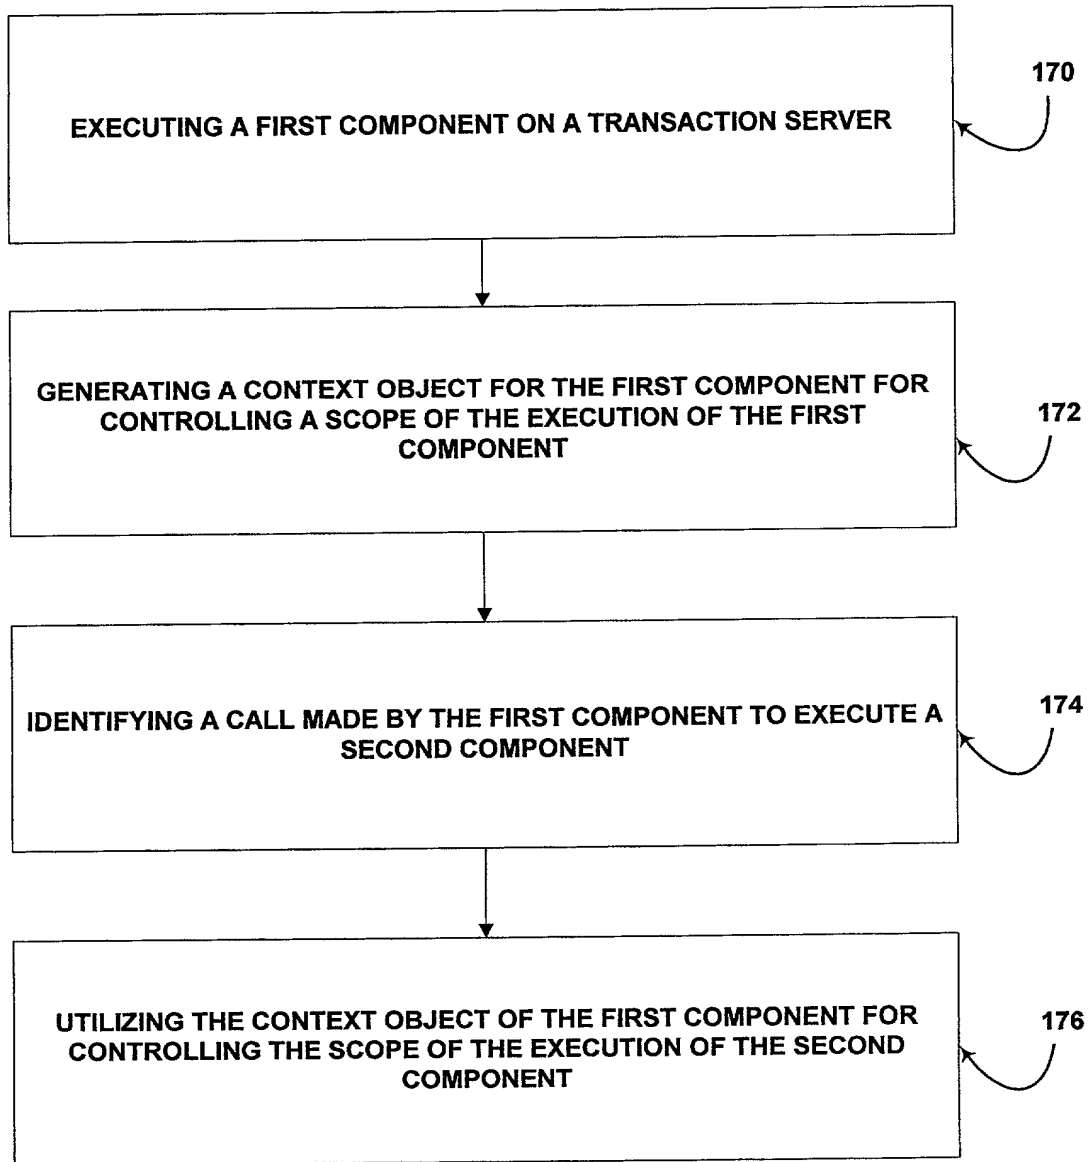 EXECUTING A FIRST COMPONENT ON A TRANSACTION SERVER
170
GENERATING A CONTEXT OBJECT FOR THE FIRST COMPONENT FOR
CONTROLLING A SCOPE OF THE EXECUTION OF THE FIRST
COMPONENT
172
IDENTIFYING A CALL MADE BY THE FIRST COMPONENT TO EXECUTE A
SECOND COMPONENT
174
UTILIZING THE CONTEXT OBJECT OF THE FIRST COMPONENT FOR
CONTROLLING THE SCOPE OF THE EXECUTION OF THE SECOND
COMPONENT
176